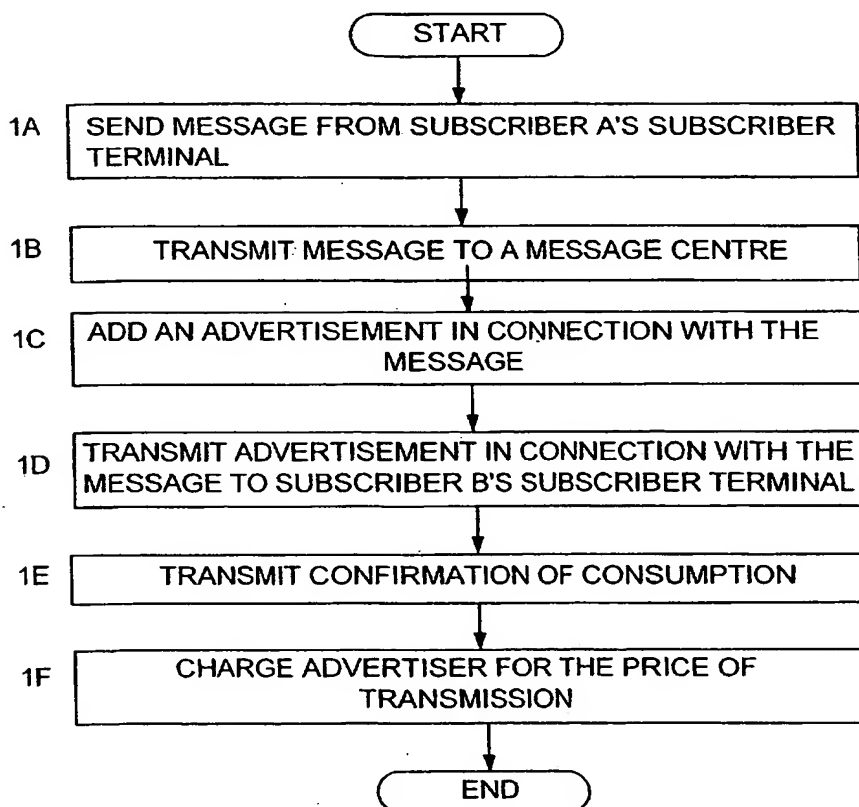 START
1A
SEND MESSAGE FROM SUBSCRIBER A'S SUBSCRIBER
TERMINAL
1B
TRANSMIT MESSAGE TO A MESSAGE CENTRE
1C
ADD AN ADVERTISEMENT IN CONNECTION WITH THE
MESSAGE
1D
TRANSMIT ADVERTISEMENT IN CONNECTION WITH THE
MESSAGE TO SUBSCRIBER B'S SUBSCRIBER TERMINAL
1E
TRANSMIT CONFIRMATION OF CONSUMPTION
1F
CHARGE ADVERTISER FOR THE PRICE OF
TRANSMISSION
END